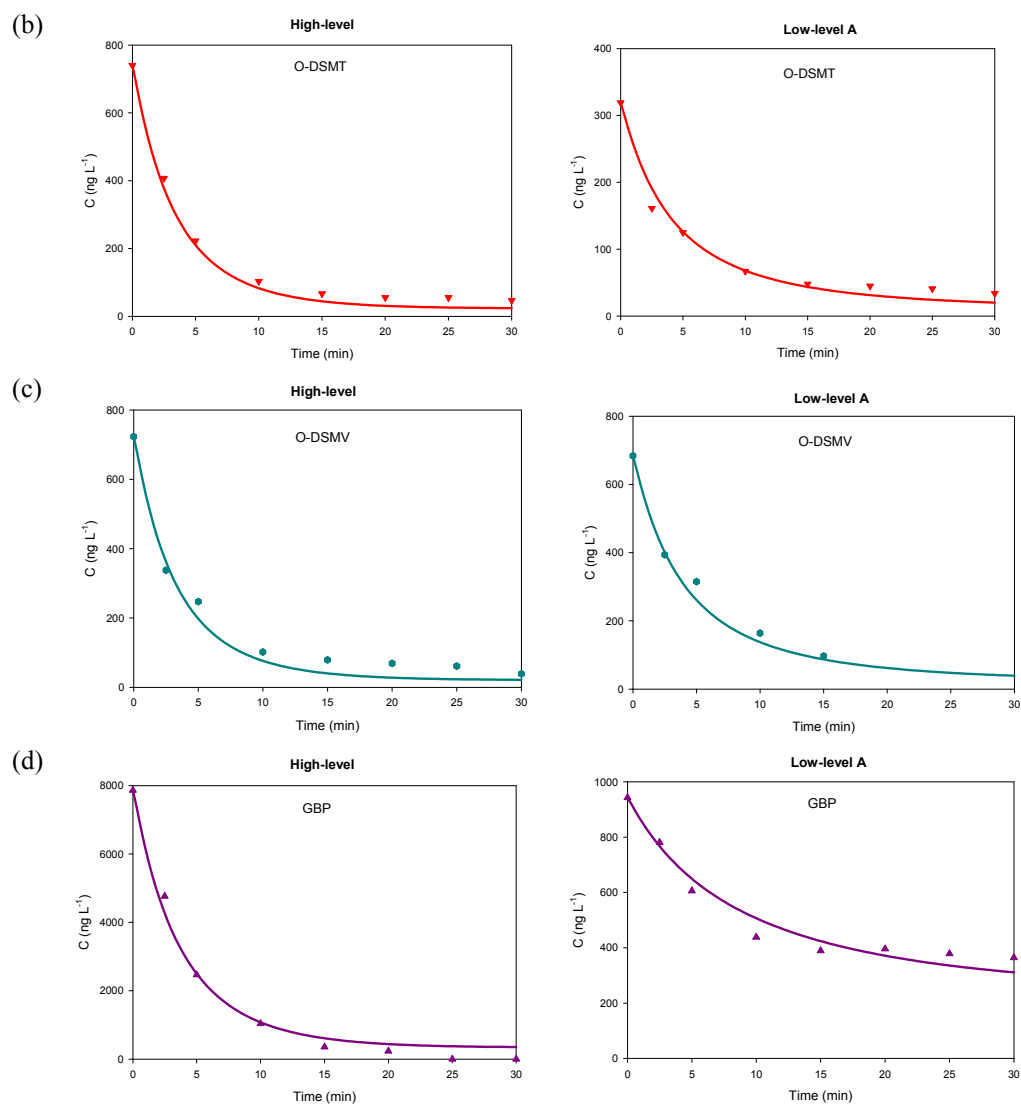 (b)
High-level
O-DSMT
C (ng L⁻¹)
800
600
400
200
0
0 5 10 15 20 25 30
Time (min)
Low-level A
O-DSMT
C (ng L⁻¹)
400
300
200
100
0
0 5 10 15 20 25 30
Time (min)
(c)
High-level
O-DSMV
C (ng L⁻¹)
800
600
400
200
0
0 5 10 15 20 25 30
Time (min)
Low-level A
O-DSMV
C (ng L⁻¹)
800
600
400
200
0
0 5 10 15 20 25 30
Time (min)
(d)
High-level
GBP
C (ng L⁻¹)
8000
6000
4000
2000
0
0 5 10 15 20 25 30
Time (min)
Low-level A
GBP
C (ng L⁻¹)
1000
800
600
400
200
0
0 5 10 15 20 25 30
Time (min)